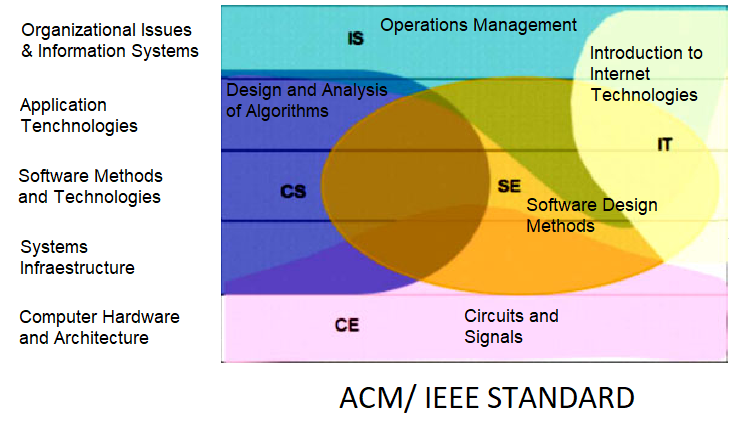 Organizational Issues
& Information Systems
IS
Operations Management
Introduction to
Internet
Technologies
Application
Tenchnologies
Design and Analysis
of Algorithms
IT
Software Methods
and Technologies
CS
SE
Software Design
Methods
Systems
Infraestructure
Computer Hardware
and Architecture
CE
Circuits and
Signals
ACM/ IEEE STANDARD